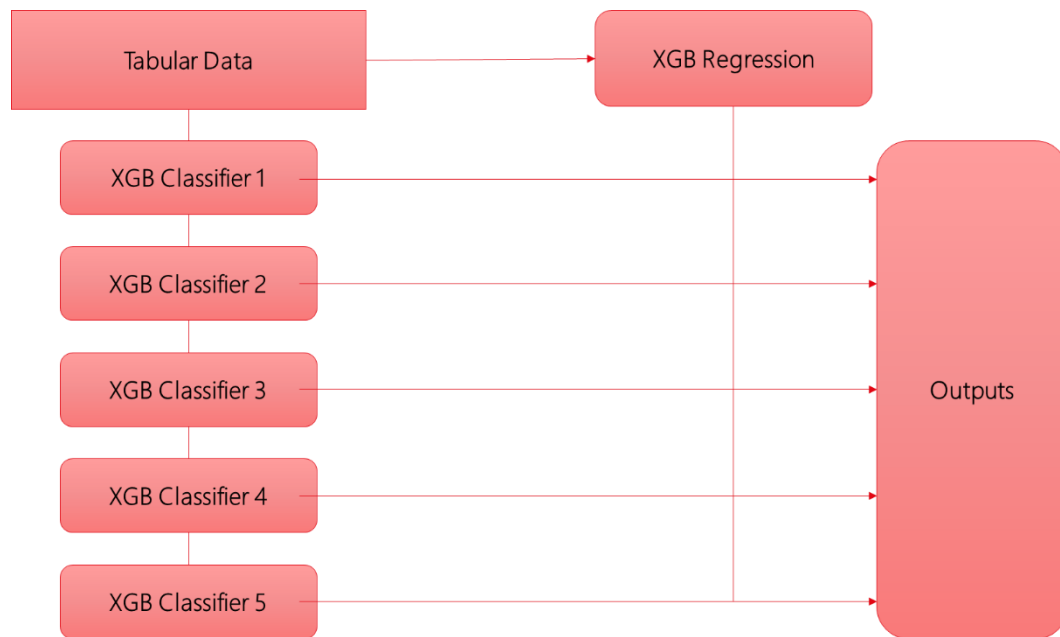 Tabular Data
XGB Regression
XGB Classifier 1
XGB Classifier 2
XGB Classifier 3
XGB Classifier 4
XGB Classifier 5
Outputs